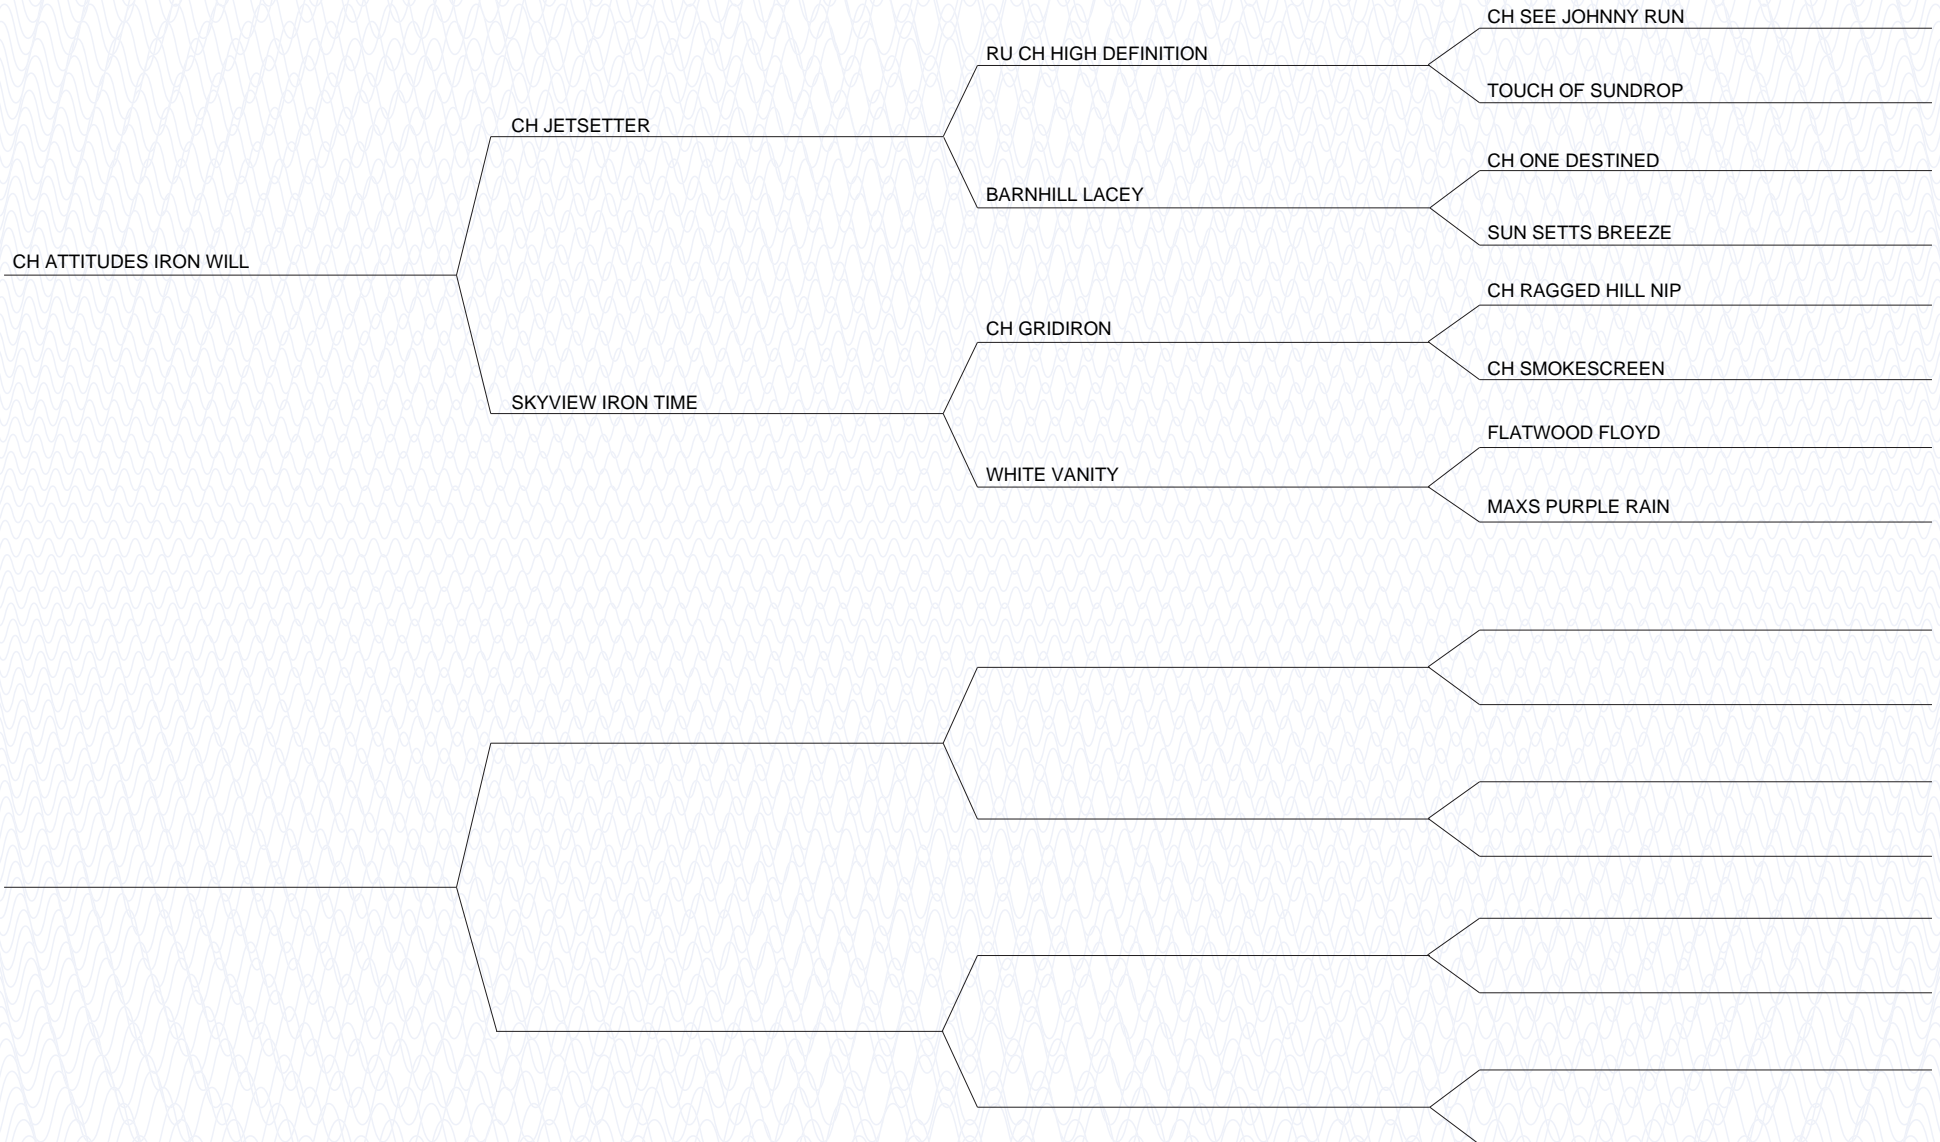 CH SEE JOHNNY RUN
RU CH HIGH DEFINITION
TOUCH OF SUNDROP
CH JETSETTER
CH ONE DESTINED
BARNHILL LACEY
SUN SETTS BREEZE
CH ATTITUDES IRON WILL
CH RAGGED HILL NIP
CH GRIDIRON
CH SMOKESCREEN
SKYVIEW IRON TIME
FLATWOOD FLOYD
WHITE VANITY
MAXS PURPLE RAIN